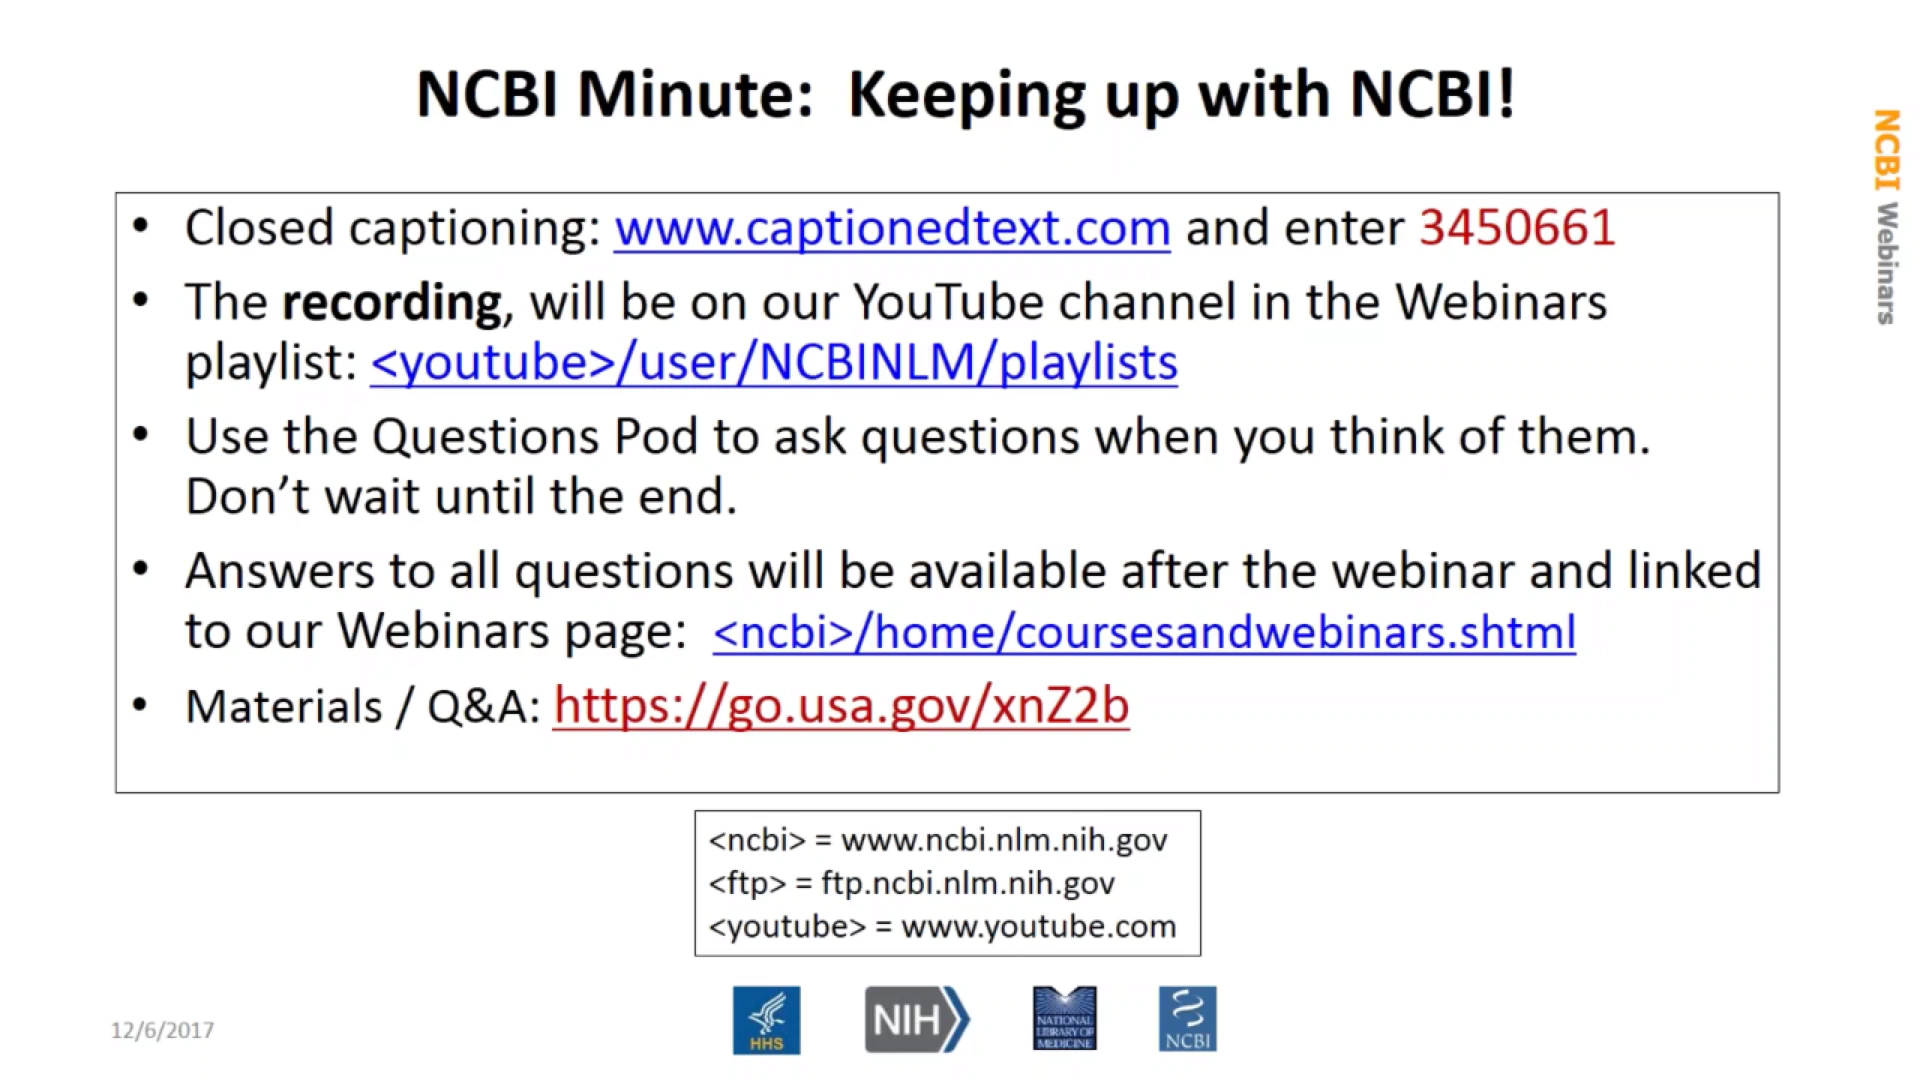 NCBI Minute:  Keeping up with NCBI!
NCBI Webinars
• Closed captioning: www.captionedtext.com and enter 3450661
• The recording, will be on our YouTube channel in the Webinars
playlist: <youtube>/user/NCBINLM/playlists
• Use the Questions Pod to ask questions when you think of them.
Don’t wait until the end.
• Answers to all questions will be available after the webinar and linked
to our Webinars page:  <ncbi>/home/coursesandwebinars.shtml
• Materials / Q&A: https://go.usa.gov/xnZ2b
<ncbi> = www.ncbi.nlm.nih.gov
<ftp> = ftp.ncbi.nlm.nih.gov
<youtube> = www.youtube.com
12/6/2017
HHS
NIH
NATIONAL
LIBRARY OF
MEDICINE
NCBI